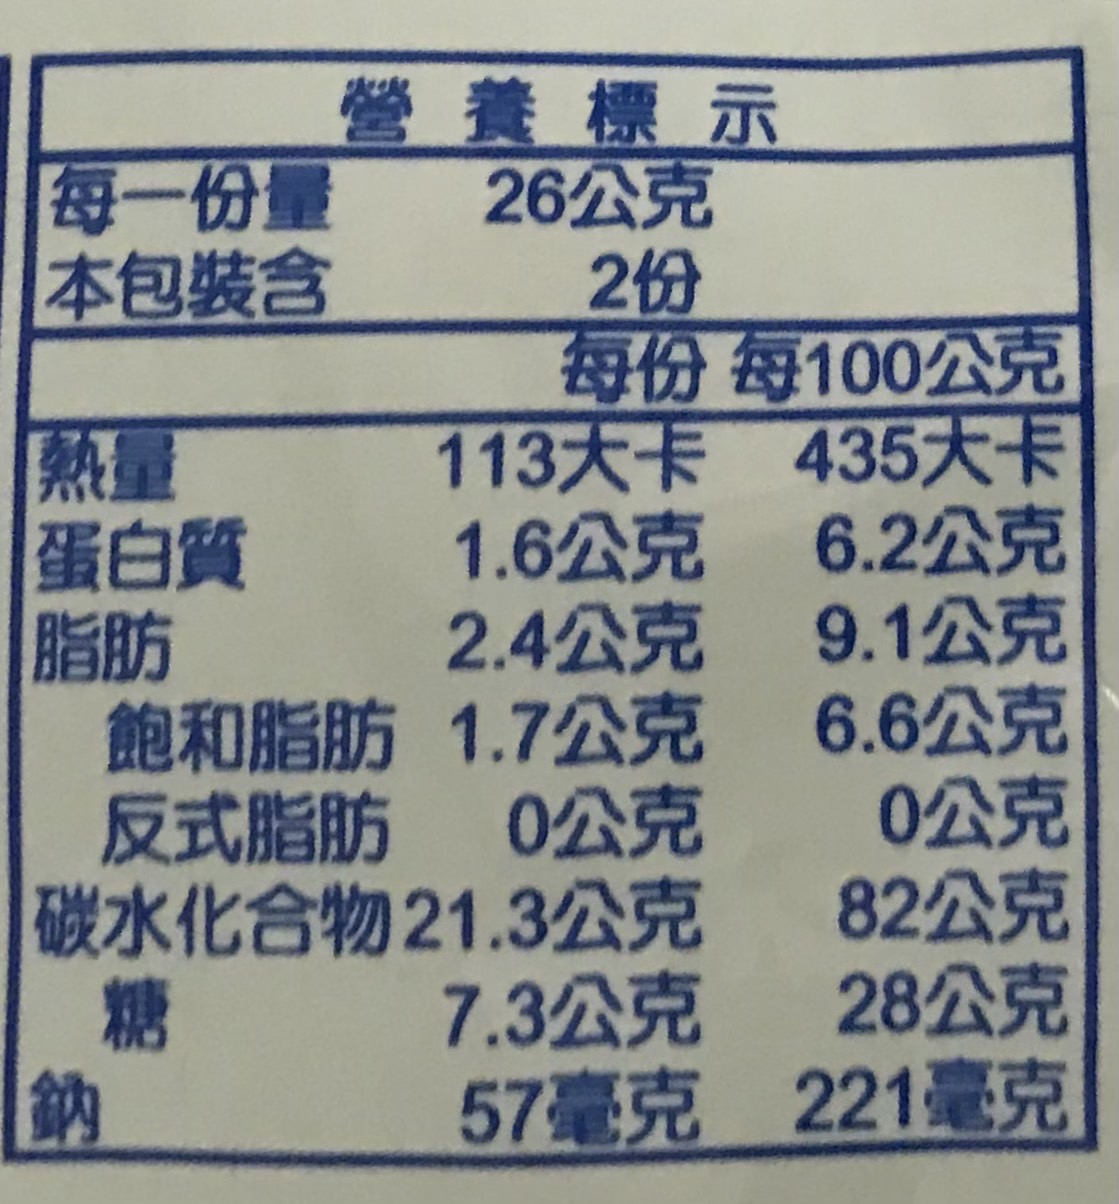 營養標示
每一份量 26公克
本包裝含 2份
每份 每100公克
熱量 113大卡 435大卡
蛋白質 1.6公克 6.2公克
脂肪 2.4公克 9.1公克
飽和脂肪 1.7公克 6.6公克
反式脂肪 0公克 0公克
碳水化合物 21.3公克 82公克
糖 7.3公克 28公克
鈉 57毫克 221毫克